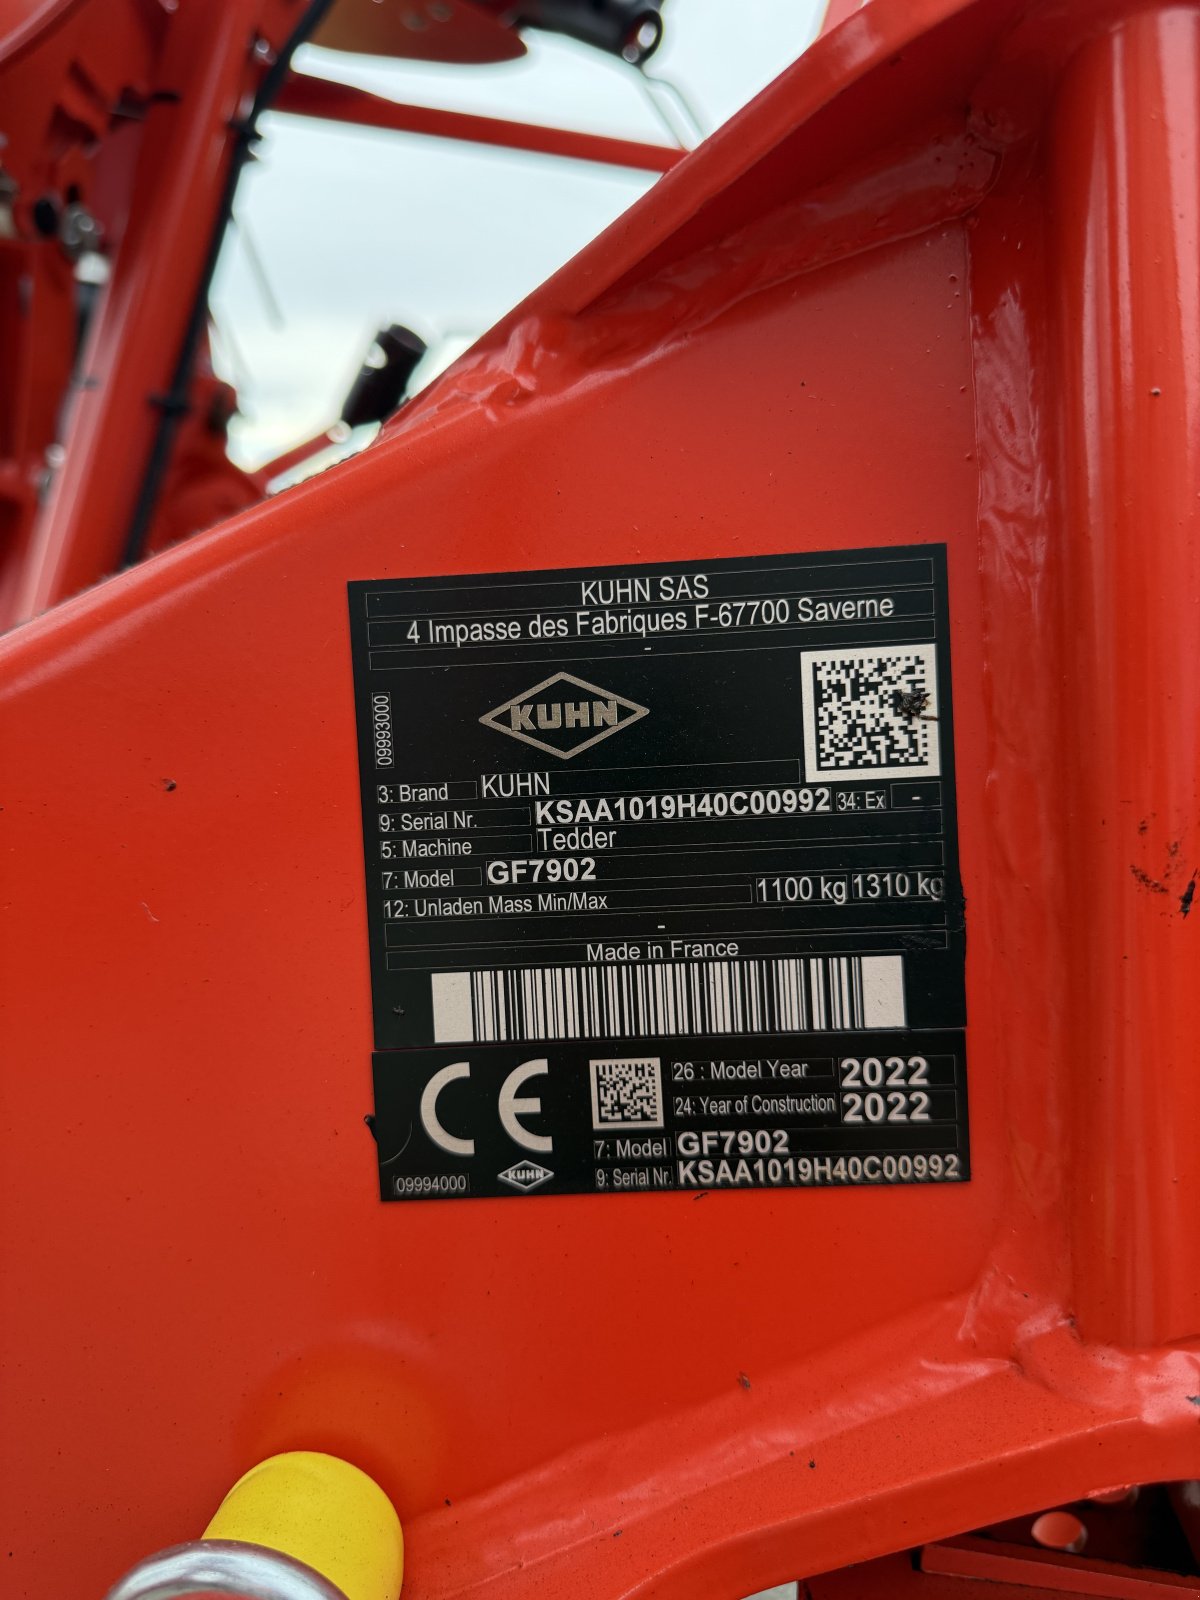 KUHN SAS
4 Impasse des Fabriques F-67700 Saverne
-
09993000
KUHN
3: Brand KUHN
9: Serial Nr. KSAA1019H40C00992 34: Ex -
5: Machine Tedder
7: Model GF7902
12: Unladen Mass Min/Max 1100 kg 1310 kg
-
Made in France
CE
26 : Model Year 2022
24: Year of Construction 2022
7: Model GF7902
9: Serial Nr. KSAA1019H40C00992
09994000
KUHN